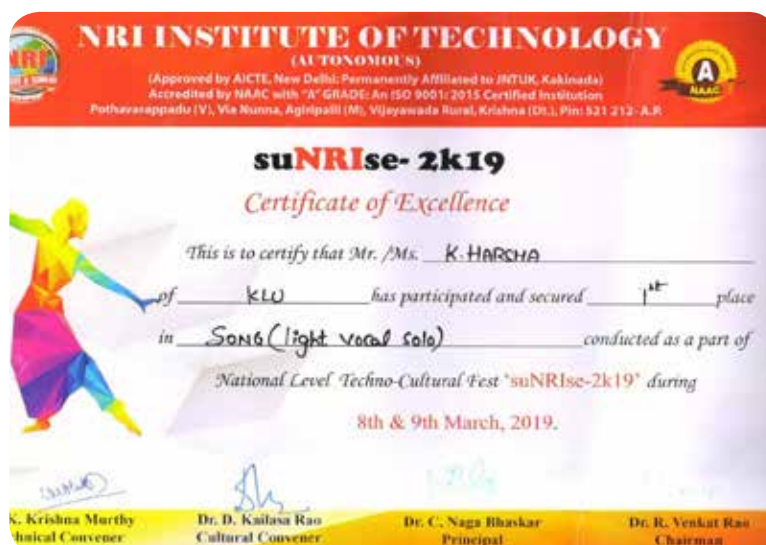 NRI
NRI INSTITUTE OF TECHNOLOGY
(AUTONOMOUS)
(Approved by AICTE, New Delhi: Permanently Affiliated to JNTUK, Kakinada)
Accredited by NAAC with "A" GRADE: An ISO 9001: 2015 Certified Institution
Pothavarappadu (V), Via Nunna, Agiripalli (M), Vijayawada Rural, Krishna (Dt.), Pin: 521 212- A.P.
A
NAAC
suNRIse- 2k19
Certificate of Excellence
This is to certify that Mr. /Ms. K. HARSHA
of KLU has participated and secured 1st place
in SONG (light vocal solo) conducted as a part of
National Level Techno-Cultural Fest 'suNRIse-2k19' during
8th & 9th March, 2019.
K. Krishna Murthy Dr. D. Kailasa Rao Dr. C. Naga Bhaskar Dr. R. Venkat Rao
Convener Cultural Convener Principal Chairman